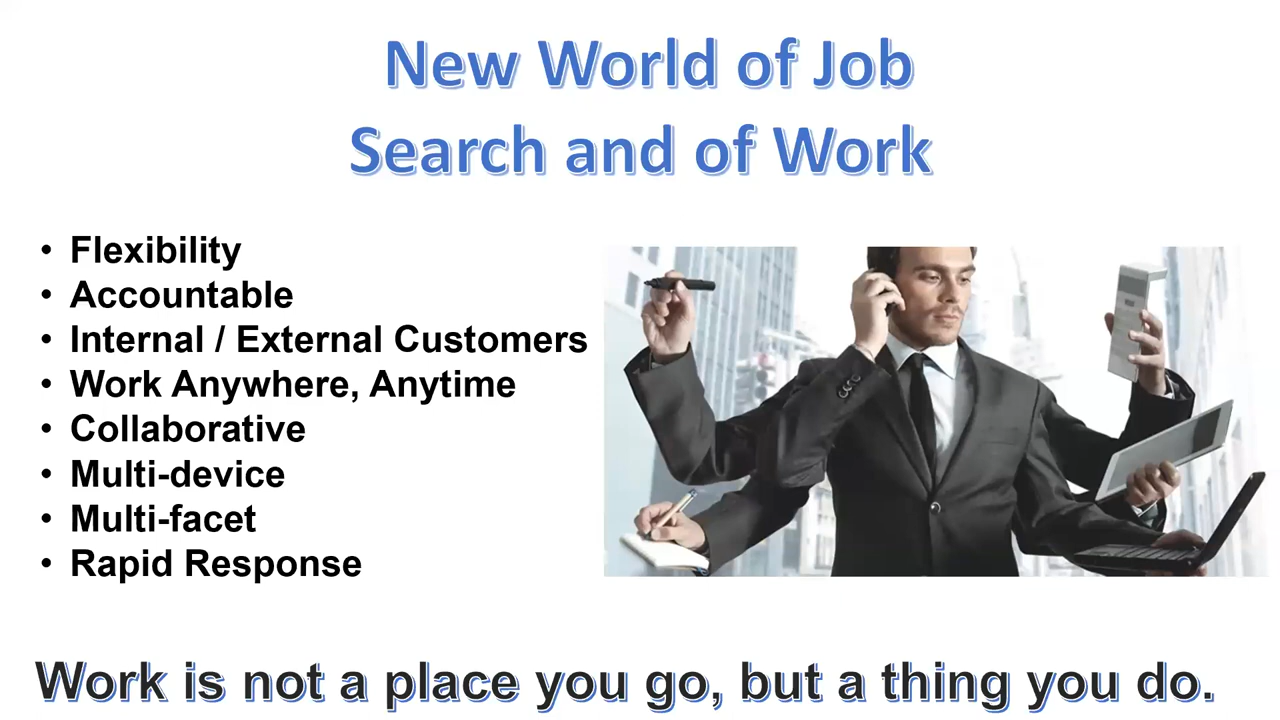 New World of Job
Search and of Work
• Flexibility
• Accountable
• Internal / External Customers
• Work Anywhere, Anytime
• Collaborative
• Multi-device
• Multi-facet
• Rapid Response
Work is not a place you go, but a thing you do.